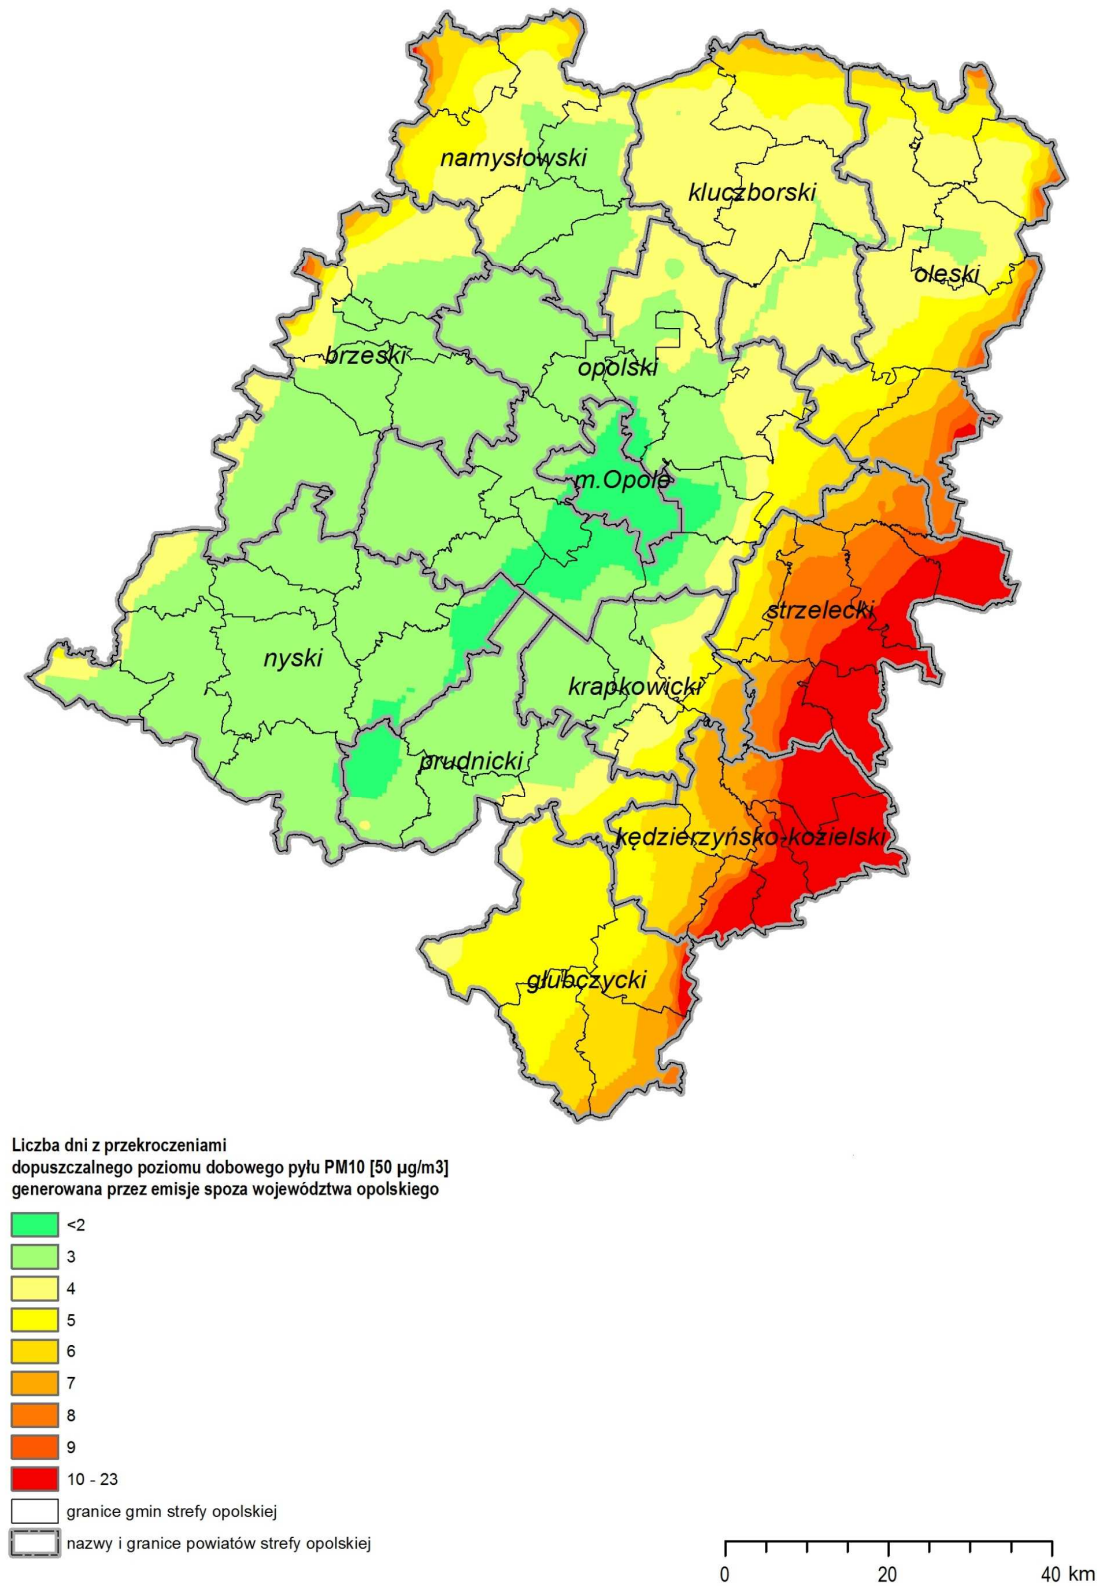 namysłowski
kluczborski
oleski
brzeski
opolski
m.Opole
strzelecki
nyski
krapkowicki
prudnicki
kędzierzyńsko-kozielski
głubczycki
Liczba dni z przekroczeniami
dopuszczalnego poziomu dobowego pyłu PM10 [50 µg/m3]
generowana przez emisje spoza województwa opolskiego
<2
3
4
5
6
7
8
9
10 - 23
granice gmin strefy opolskiej
nazwy i granice powiatów strefy opolskiej
0 20 40 km